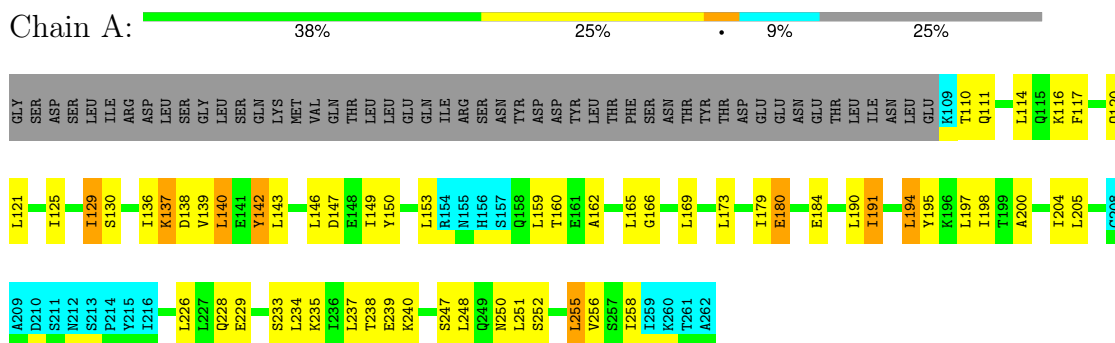 Chain A:
38% 25% • 9% 25%
GLY SER ASP SER LEU ILE ARG ASP LEU SER GLY LEU SER GLN LYS MET VAL GLN THR LEU LEU GLU GLN ILE ARG SER ASN TYR ASP ASP TYR LEU THR PHE SER ASN THR TYR THR ASP GLU GLU ASN GLU THR LEU ILE ASN LEU GLU K109 T110 Q111 L114 Q115 K116 F117
L121 I125 I129 S130 I136 K137 D138 V139 L140 E141 Y142 L143 L146 D147 E148 I149 Y150 L153 R154 N155 H156 S157 Q158 L159 T160 E161 A162 L165 G166 L169 L173 I179 E180 E184 L190 I191 L194 Y195 K196 L197 I198 T199 A200 I204 L205
A209 D210 S211 N212 S213 P214 Y215 I216 L226 L227 Q228 E229 S233 L234 K235 I236 L237 T238 E239 K240 S247 L248 Q249 N250 L251 S252 L255 V256 S257 I258 I259 K260 T261 A262